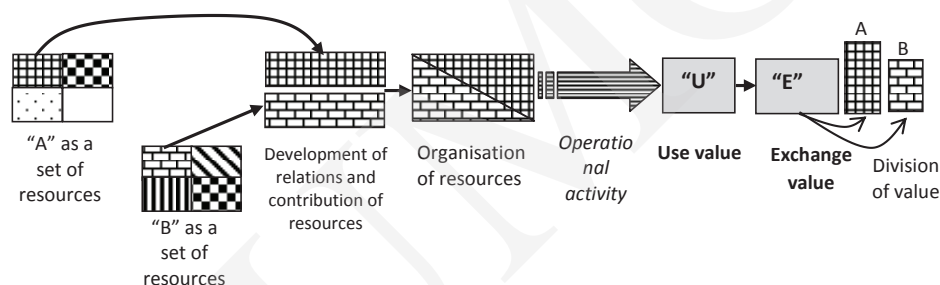 “A” as a
set of
resources
“B” as a
set of
resources
Development of
relations and
contribution of
resources
Organisation
of resources
Operatio
nal
activity
“U”
Use value
“E”
Exchange
value
A
B
Division
of value